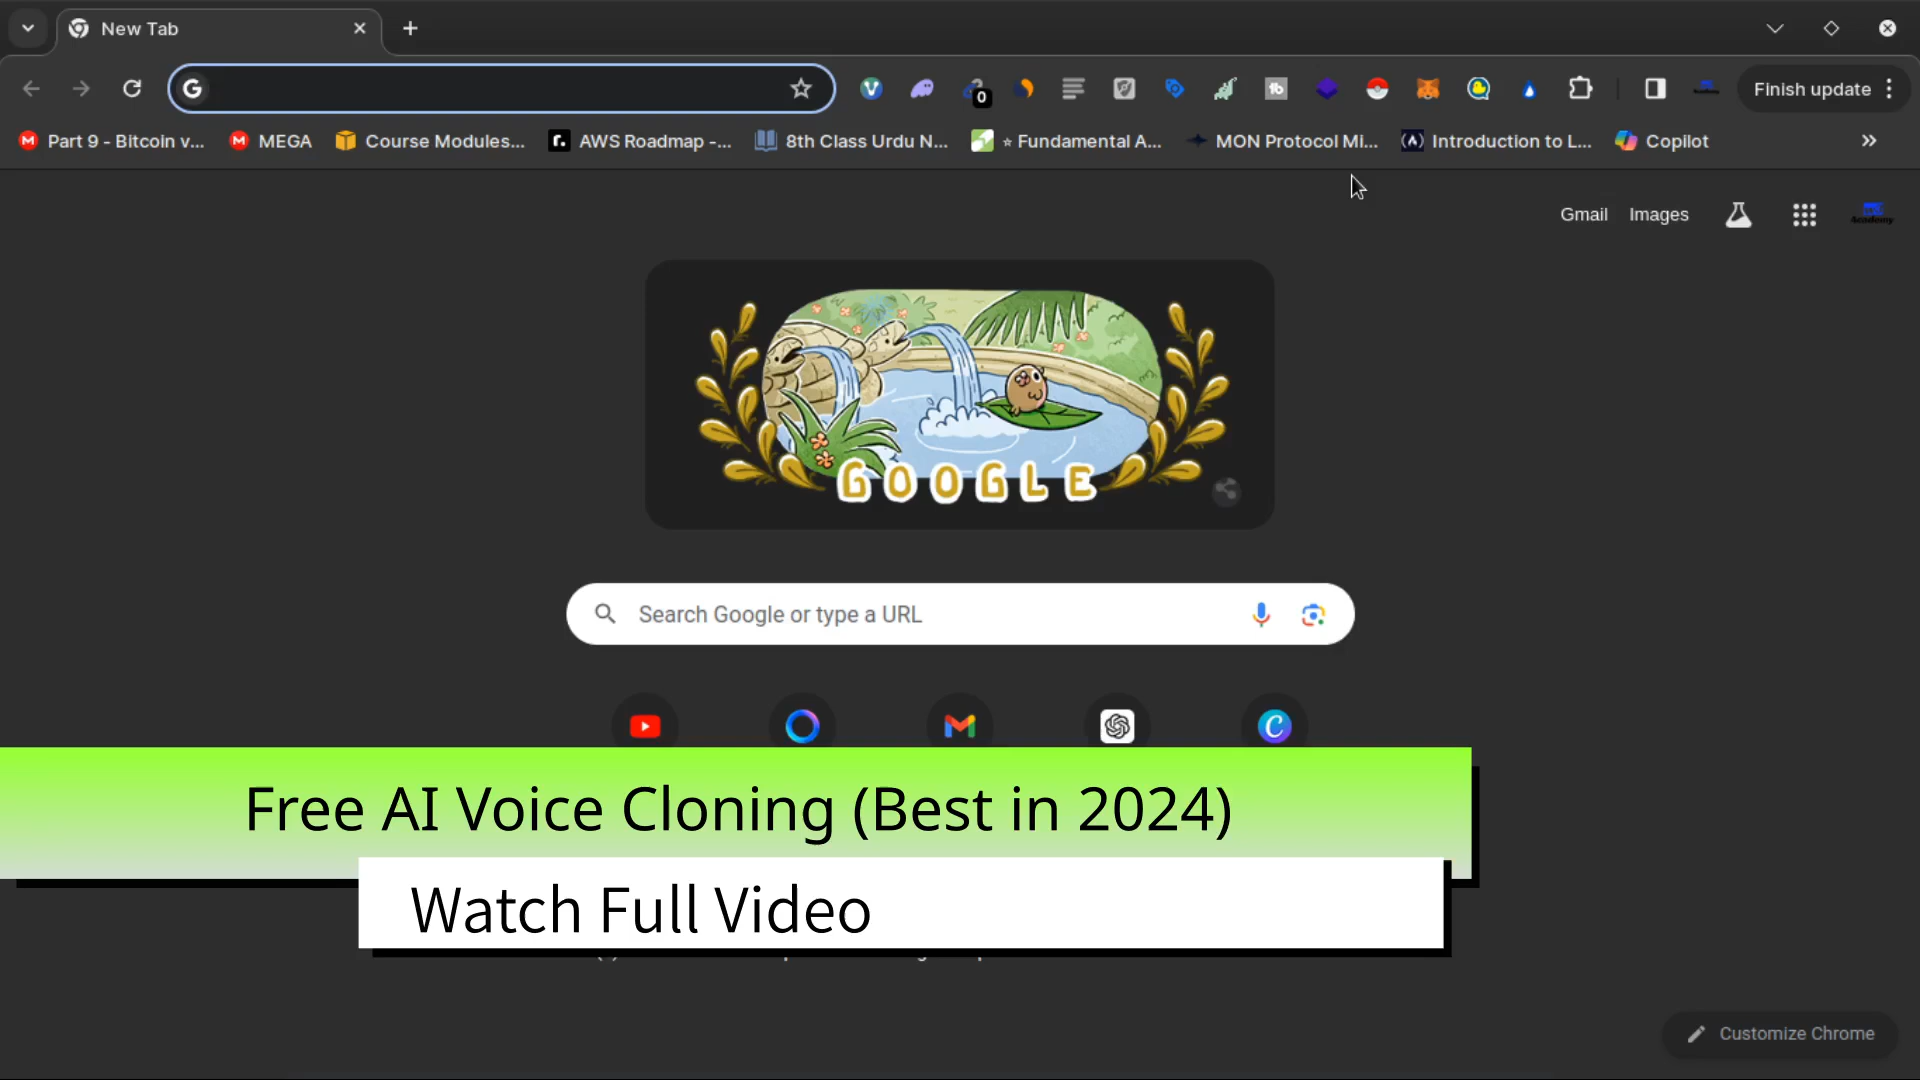 New Tab
Finish update
0
Part 9 - Bitcoin v...
MEGA
Course Modules...
AWS Roadmap -...
8th Class Urdu N...
⭐ Fundamental A...
MON Protocol Mi...
Introduction to L...
Copilot
Gmail
Images
Academy
GOOGLE
Search Google or type a URL
Free AI Voice Cloning (Best in 2024)
Watch Full Video
Customize Chrome